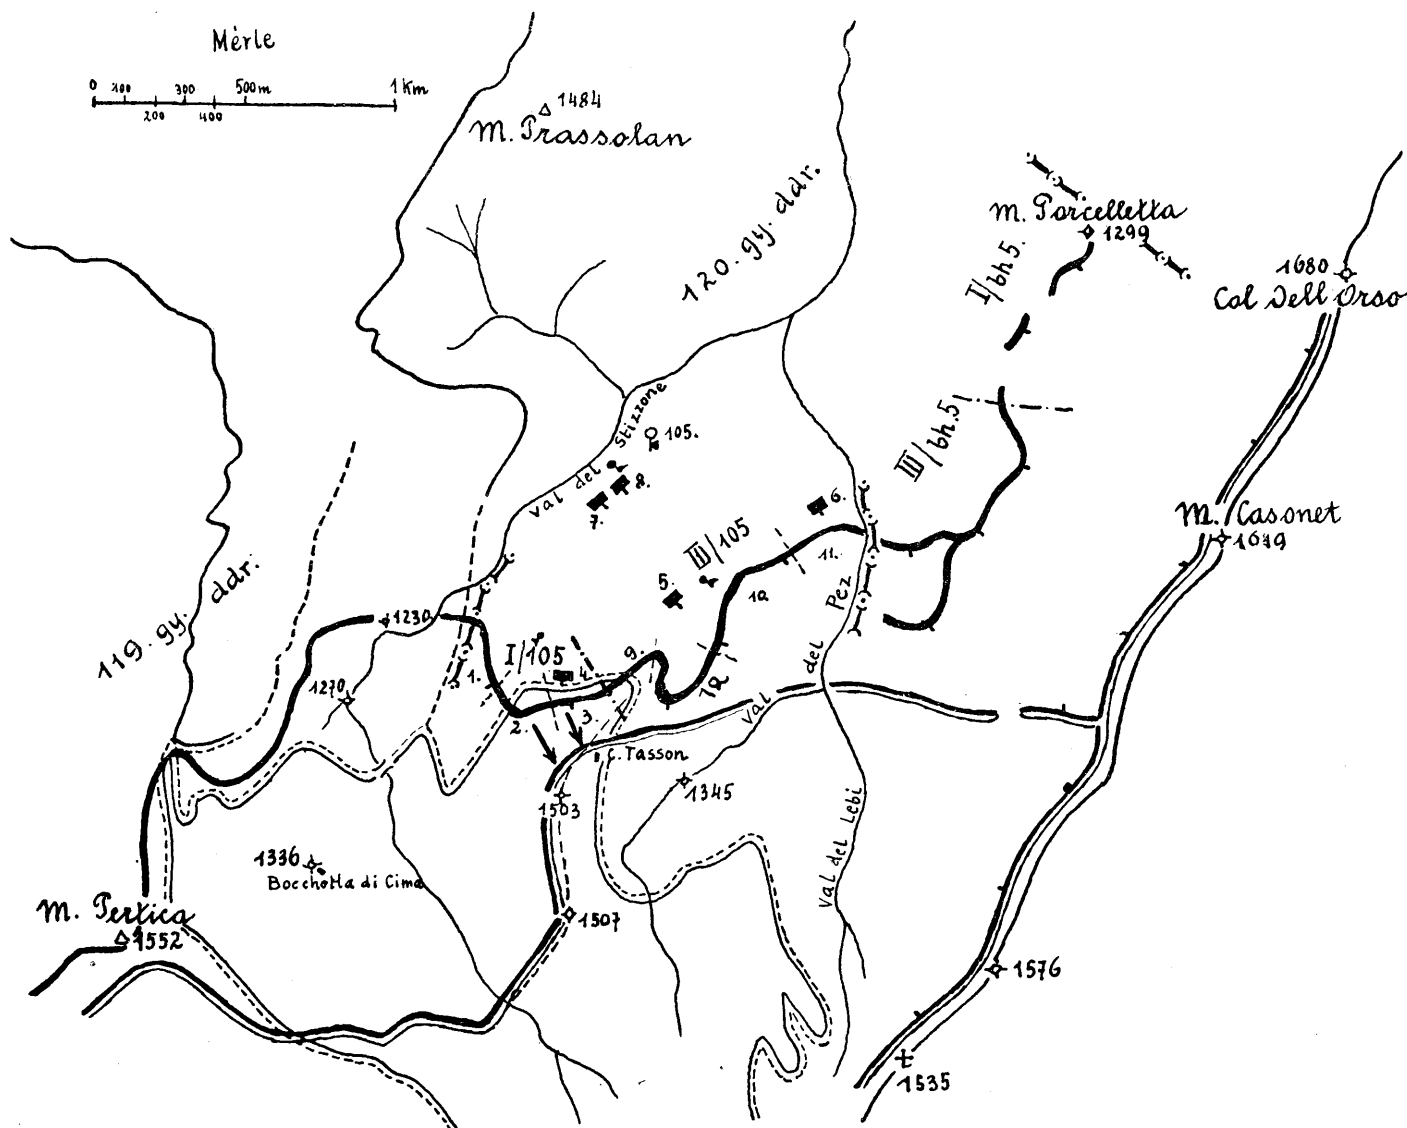 Mérle
0 100 300 500m 1 Km
200 400
1484
M. Prassolan
120. gy. ddr.
M. Porcelletta
1299
I/bh 5.
1680
Col Dell Orso
Stizzone
105.
III/bh.5
Val del
8.
7.
6.
M. Casonet
III/105
11.
119. gy. ddr.
5.
10
Pez
1230
I/105
9.
del
1.
4.
1270
12
Val
2.
3.
C. Tasson
1345
1503
Val del Lebi
1336
Bocchetta di Cima
M. Pertica
1552
1507
1576
1535